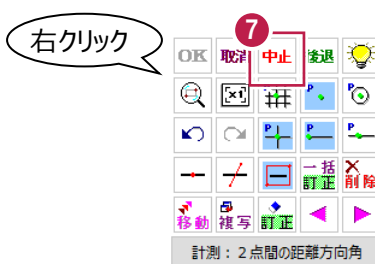 右クリック
7
OK 取消 中止 後退
[×1]
P P
P P P
一括訂正 削除
移動 複写 訂正
計測：2点間の距離方向角